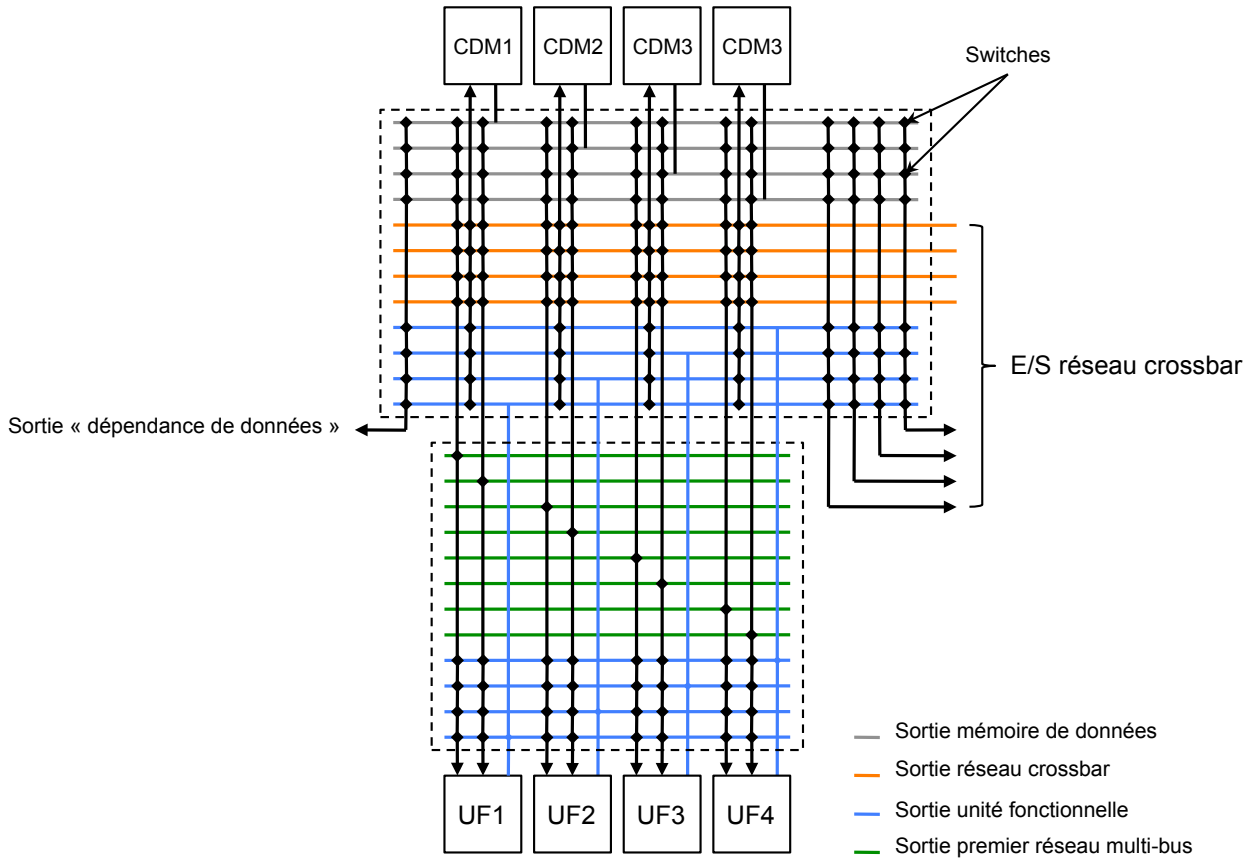 CDM1
CDM2
CDM3
CDM3
Switches
E/S réseau crossbar
Sortie « dépendance de données »
Sortie mémoire de données
Sortie réseau crossbar
Sortie unité fonctionnelle
Sortie premier réseau multi-bus
UF1
UF2
UF3
UF4